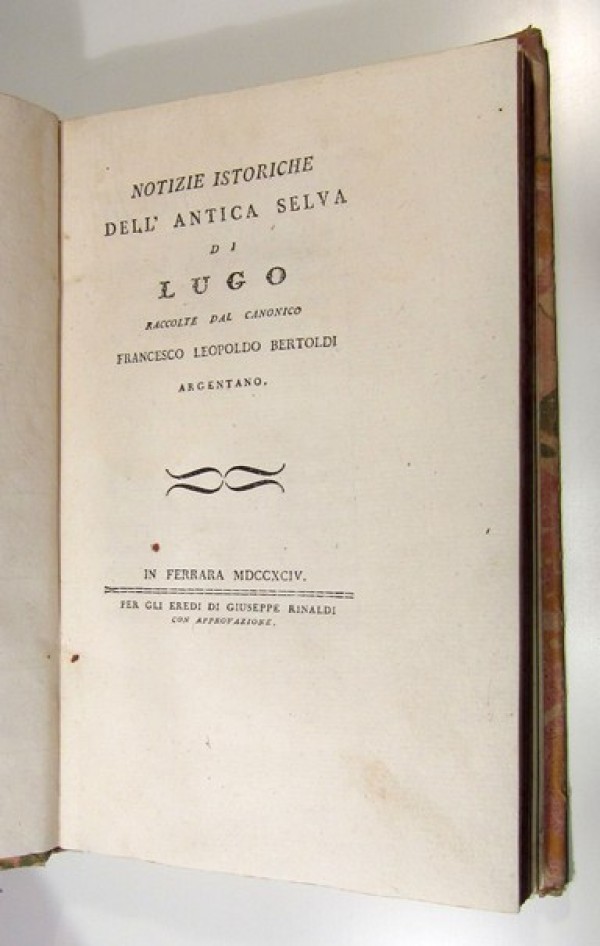 NOTIZIE ISTORICHE
DELL' ANTICA SELVA
DI
LUGO
RACCOLTE DAL CANONICO
FRANCESCO LEOPOLDO BERTOLDI
ARGENTANO.
IN FERRARA MDCCXCIV.
PER GLI EREDI DI GIUSEPPE RINALDI
CON APPROVAZIONE.